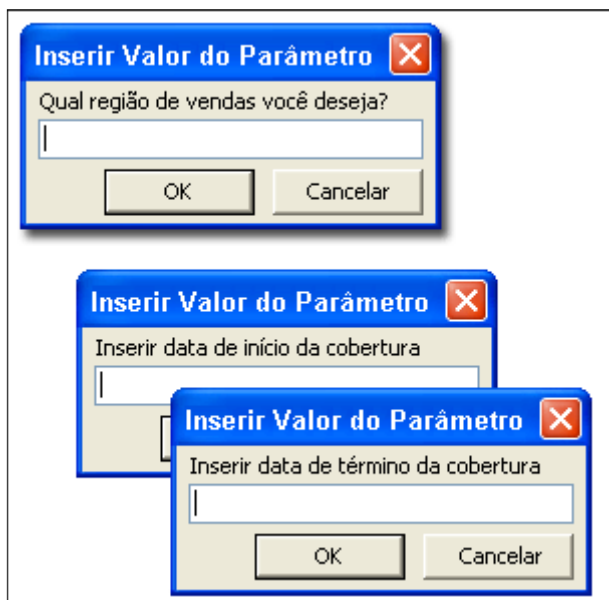 Inserir Valor do Parâmetro
Qual região de vendas você deseja?
OK Cancelar
Inserir Valor do Parâmetro
Inserir data de início da cobertura
Inserir Valor do Parâmetro
Inserir data de término da cobertura
OK Cancelar